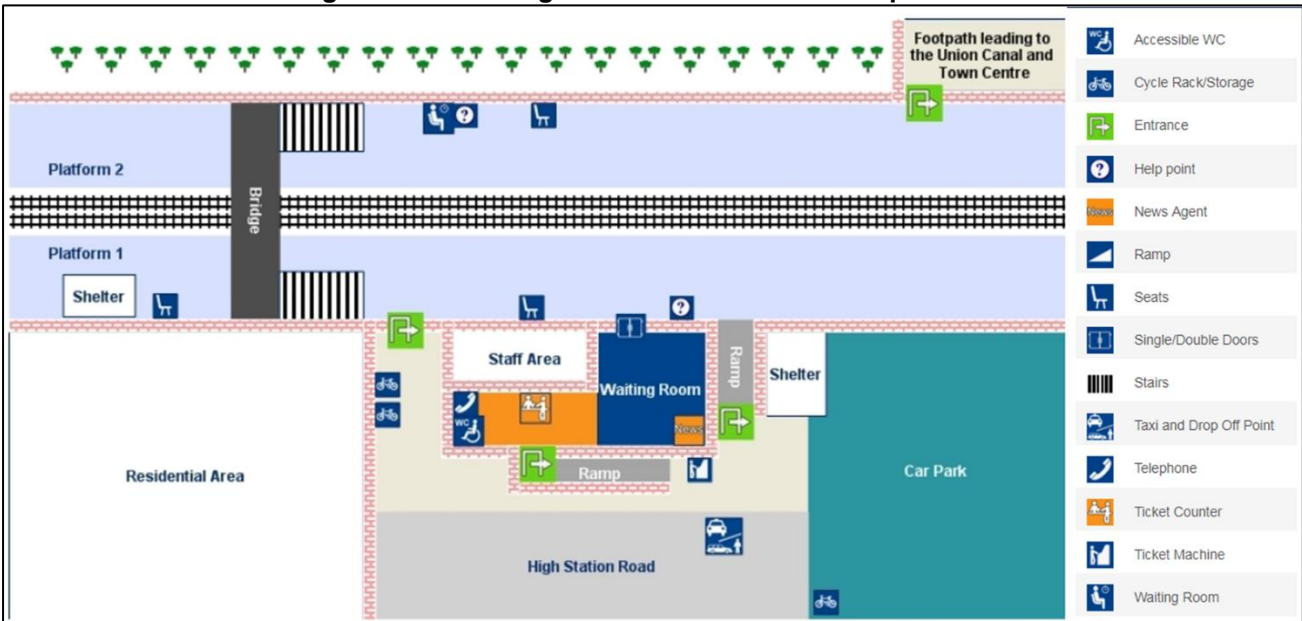 Footpath leading to
the Union Canal and
Town Centre
Platform 2
Bridge
Platform 1
Shelter
Staff Area
Waiting Room
Ramp
Shelter
WC
News
Ramp
Residential Area
Car Park
High Station Road
WC
Accessible WC
Cycle Rack/Storage
Entrance
?
Help point
News
News Agent
Ramp
Seats
Single/Double Doors
Stairs
Taxi and Drop Off Point
Telephone
Ticket Counter
Ticket Machine
Waiting Room